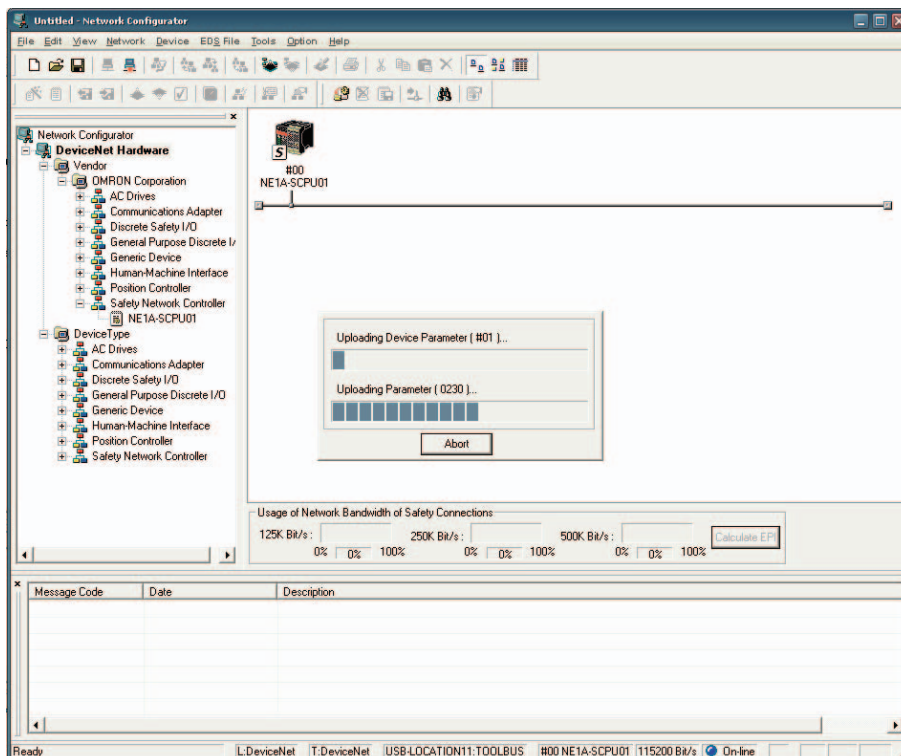 Untitled - Network Configurator
File Edit View Network Device EDS File Tools Option Help
Network Configurator
DeviceNet Hardware
Vendor
OMRON Corporation
AC Drives
Communications Adapter
Discrete Safety I/O
General Purpose Discrete I/
Generic Device
Human-Machine Interface
Position Controller
Safety Network Controller
NE1A-SCPU01
DeviceType
AC Drives
Communications Adapter
Discrete Safety I/O
General Purpose Discrete I/O
Generic Device
Human-Machine Interface
Position Controller
Safety Network Controller
S
#00
NE1A-SCPU01
Uploading Device Parameter ( #01 )...
Uploading Parameter ( 0230 )...
Abort
Usage of Network Bandwidth of Safety Connections
125K Bit/s : 250K Bit/s : 500K Bit/s : Calculate EPI
0% 0% 100% 0% 0% 100% 0% 0% 100%
Message Code Date Description
Ready L:DeviceNet T:DeviceNet USB-LOCATION11:TOOLBUS #00 NE1A-SCPU01 115200 Bit/s On-line